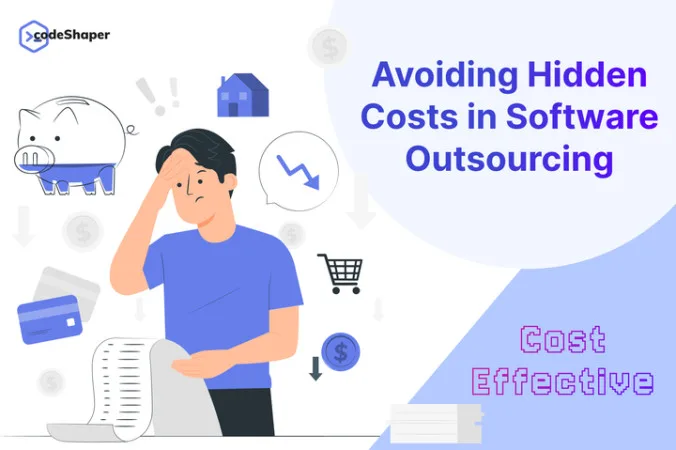 codeShaper
Avoiding Hidden
Costs in Software
Outsourcing
$
$
$
$
$
Cost
Effective